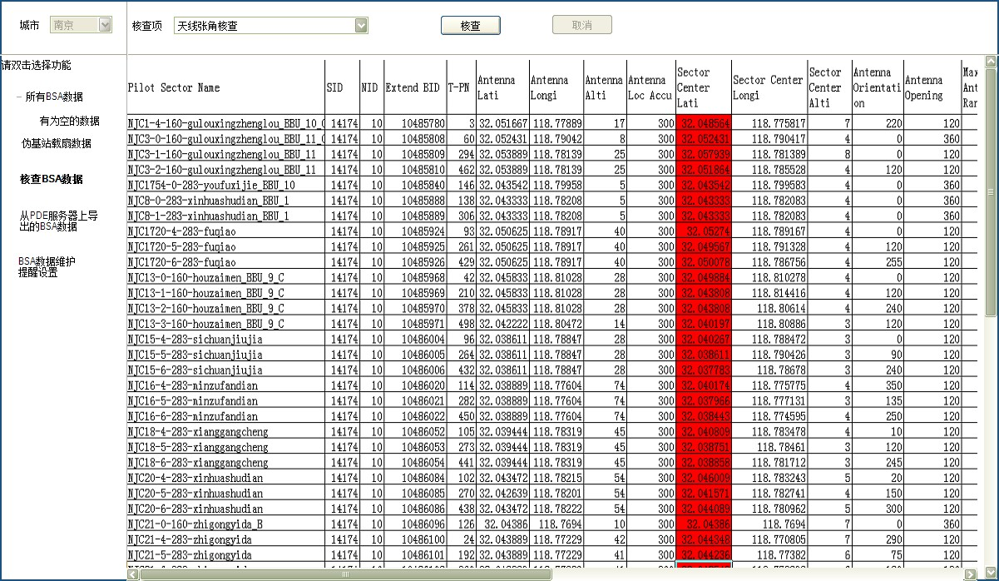 城市 南京 核查项 天线张角核查 核查 取消
请双击选择功能
所有BSA数据
有为空的数据
伪基站载扇数据
核查BSA数据
从PDE服务器上导
出的BSA数据
BSA数据维护
提醒设置
Pilot Sector Name SID NID Extend BID T-PN Antenna Lati Antenna Longi Antenna Alti Antenna Loc Accu Sector Center Lati Sector Center Longi Sector Center Alti Antenna Orientation Antenna Opening Max Ant Ran
NJC1-4-160-gulouxingzhenglou_BBU_10_ 14174 10 10485780 3 32.051667 118.77889 17 300 32.048564 118.775817 7 220 120
NJC3-0-160-gulouxingzhenglou_BBU_11_ 14174 10 10485808 60 32.052431 118.79042 8 300 32.052431 118.790417 4 0 360
NJC3-1-160-gulouxingzhenglou_BBU_11 14174 10 10485809 294 32.053889 118.78139 25 300 32.057939 118.781389 8 0 120
NJC3-2-160-gulouxingzhenglou_BBU_11 14174 10 10485810 462 32.053889 118.78139 25 300 32.051864 118.785528 4 120 120
NJC1754-0-283-youfuxijie_BBU_10 14174 10 10485840 146 32.043542 118.79958 5 300 32.043542 118.799583 4 0 360
NJC8-0-283-xinhuashudian_BBU_1 14174 10 10485888 138 32.043333 118.78208 5 300 32.043333 118.782083 4 0 360
NJC8-1-283-xinhuashudian_BBU_1 14174 10 10485889 306 32.043333 118.78208 5 300 32.043333 118.782083 4 0 360
NJC1720-4-283-fuqiao 14174 10 10485924 93 32.050625 118.78917 40 300 32.05274 118.789167 4 0 120
NJC1720-5-283-fuqiao 14174 10 10485925 261 32.050625 118.78917 40 300 32.049567 118.791328 4 120 120
NJC1720-6-283-fuqiao 14174 10 10485926 429 32.050625 118.78917 40 300 32.050078 118.786756 4 255 120
NJC13-0-160-houzaimen_BBU_9_C 14174 10 10485968 42 32.045833 118.81028 28 300 32.049884 118.810278 4 0 120
NJC13-1-160-houzaimen_BBU_9_C 14174 10 10485969 210 32.045833 118.81028 28 300 32.043808 118.814416 4 120 120
NJC13-2-160-houzaimen_BBU_9_C 14174 10 10485970 378 32.045833 118.81028 28 300 32.043808 118.80614 4 240 120
NJC13-3-160-houzaimen_BBU_9_C 14174 10 10485971 498 32.042222 118.80472 14 300 32.040197 118.80886 3 120 120
NJC15-4-283-sichuanjiujia 14174 10 10486004 96 32.038611 118.78847 28 300 32.040267 118.788472 3 0 120
NJC15-5-283-sichuanjiujia 14174 10 10486005 264 32.038611 118.78847 28 300 32.038611 118.790426 3 90 120
NJC15-6-283-sichuanjiujia 14174 10 10486006 432 32.038611 118.78847 28 300 32.037783 118.78678 3 240 120
NJC16-4-283-minzufandian 14174 10 10486020 114 32.038889 118.77604 74 300 32.040174 118.775775 4 350 120
NJC16-5-283-minzufandian 14174 10 10486021 282 32.038889 118.77604 74 300 32.037966 118.777131 3 135 120
NJC16-6-283-minzufandian 14174 10 10486022 450 32.038889 118.77604 74 300 32.038443 118.774595 4 250 120
NJC18-4-283-xianggangcheng 14174 10 10486052 105 32.039444 118.78319 45 300 32.040809 118.783478 4 10 120
NJC18-5-283-xianggangcheng 14174 10 10486053 273 32.039444 118.78319 45 300 32.038751 118.78461 3 120 120
NJC18-6-283-xianggangcheng 14174 10 10486054 441 32.039444 118.78319 45 300 32.038858 118.781712 3 245 120
NJC20-4-283-xinhuashudian 14174 10 10486084 102 32.043472 118.78215 54 300 32.046009 118.783243 5 20 120
NJC20-5-283-xinhuashudian 14174 10 10486085 270 32.042639 118.78201 54 300 32.041571 118.782741 4 150 120
NJC20-6-283-xinhuashudian 14174 10 10486086 438 32.043472 118.78222 54 300 32.044089 118.780962 5 300 120
NJC21-0-160-zhigongyida_B 14174 10 10486096 126 32.04386 118.7694 10 300 32.04386 118.7694 7 0 360
NJC21-4-283-zhigongyida 14174 10 10486100 24 32.043889 118.77229 42 300 32.044348 118.770805 7 290 120
NJC21-5-283-zhigongyida 14174 10 10486101 192 32.043889 118.77229 41 300 32.044236 118.77382 6 75 120